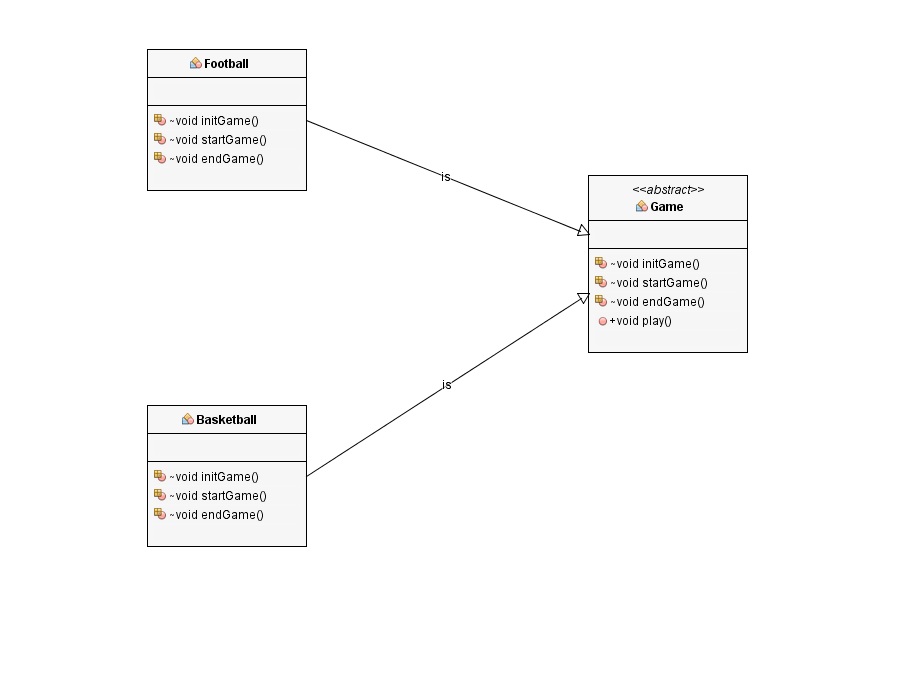 Football
~void initGame()
~void startGame()
~void endGame()
is
<<abstract>>
Game
~void initGame()
~void startGame()
~void endGame()
+void play()
is
Basketball
~void initGame()
~void startGame()
~void endGame()